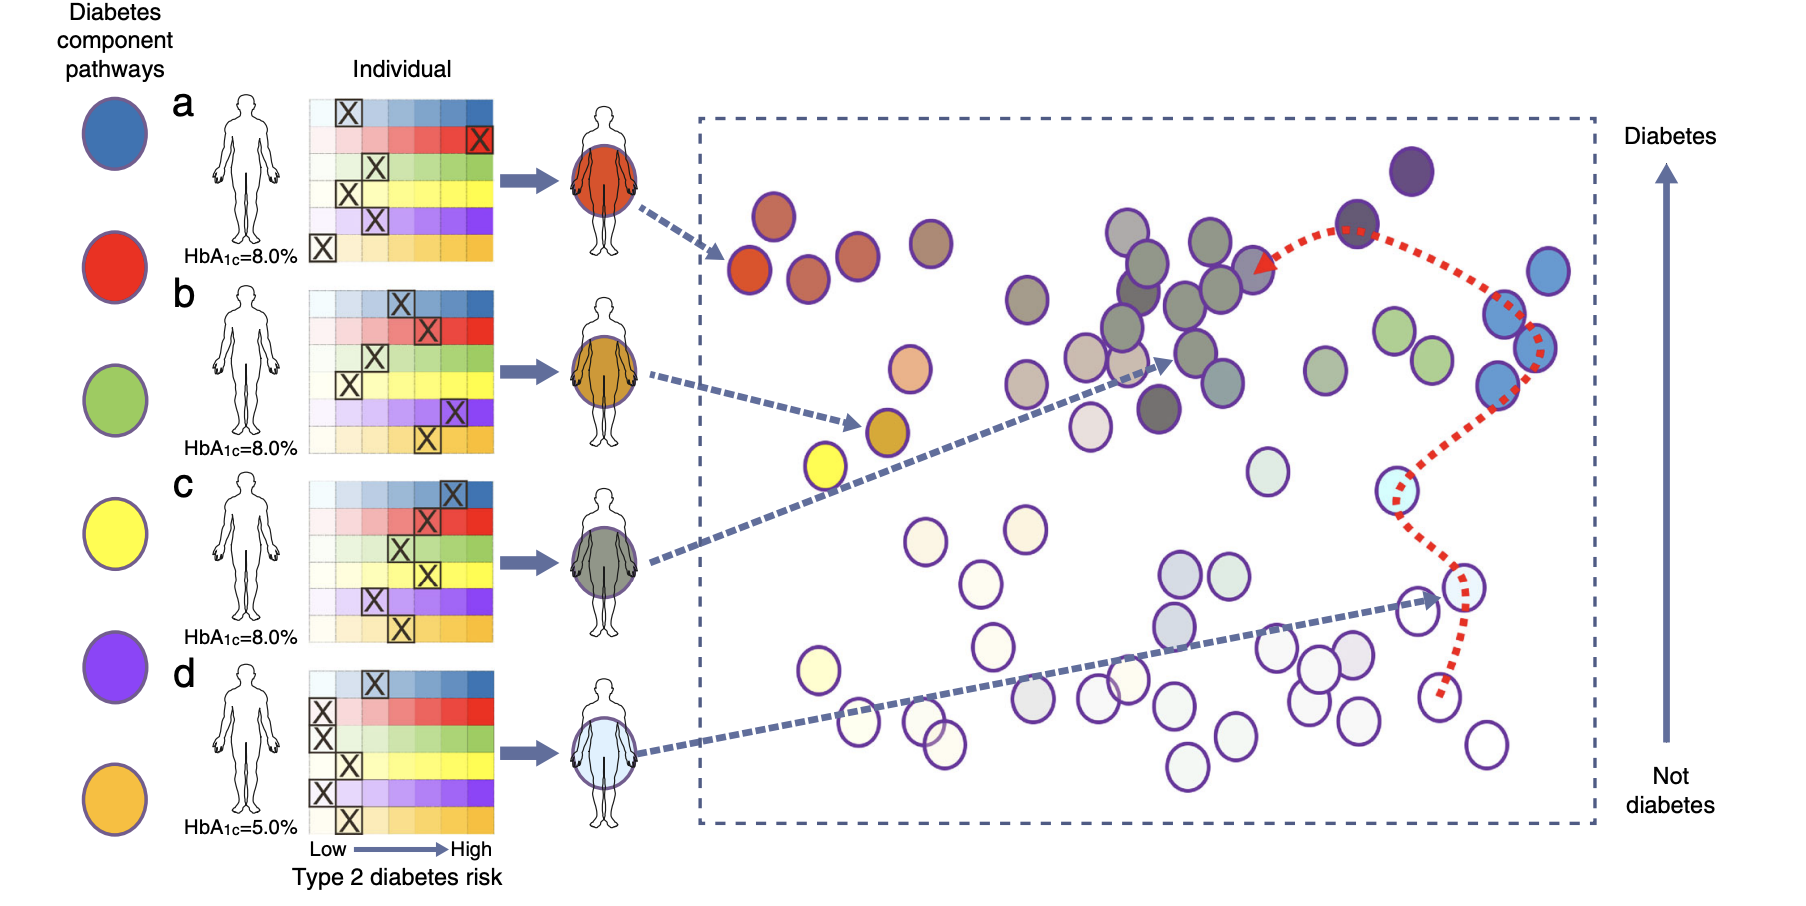 Diabetes
component
pathways
Individual
a
X
X
X
X
X
X
HbA1c=8.0%
b
X
X
X
X
X
X
HbA1c=8.0%
c
X
X
X
X
X
X
HbA1c=8.0%
d
X
X
X
X
X
X
HbA1c=5.0%
Low High
Type 2 diabetes risk
Diabetes
Not
diabetes